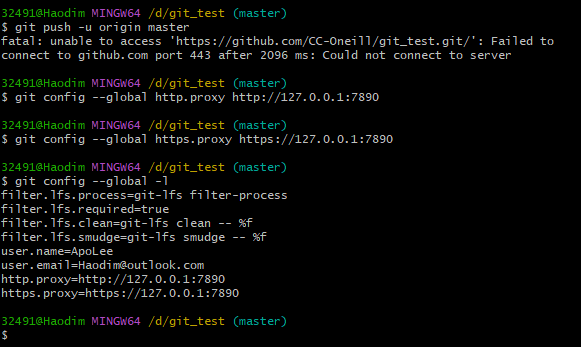 32491@Haodim MINGW64 /d/git_test (master)
$ git push -u origin master
fatal: unable to access 'https://github.com/CC-Oneill/git_test.git/': Failed to
connect to github.com port 443 after 2096 ms: Could not connect to server
32491@Haodim MINGW64 /d/git_test (master)
$ git config --global http.proxy http://127.0.0.1:7890
32491@Haodim MINGW64 /d/git_test (master)
$ git config --global https.proxy https://127.0.0.1:7890
32491@Haodim MINGW64 /d/git_test (master)
$ git config --global -l
filter.lfs.process=git-lfs filter-process
filter.lfs.required=true
filter.lfs.clean=git-lfs clean -- %f
filter.lfs.smudge=git-lfs smudge -- %f
user.name=ApoLee
user.email=Haodim@outlook.com
http.proxy=http://127.0.0.1:7890
https.proxy=https://127.0.0.1:7890
32491@Haodim MINGW64 /d/git_test (master)
$